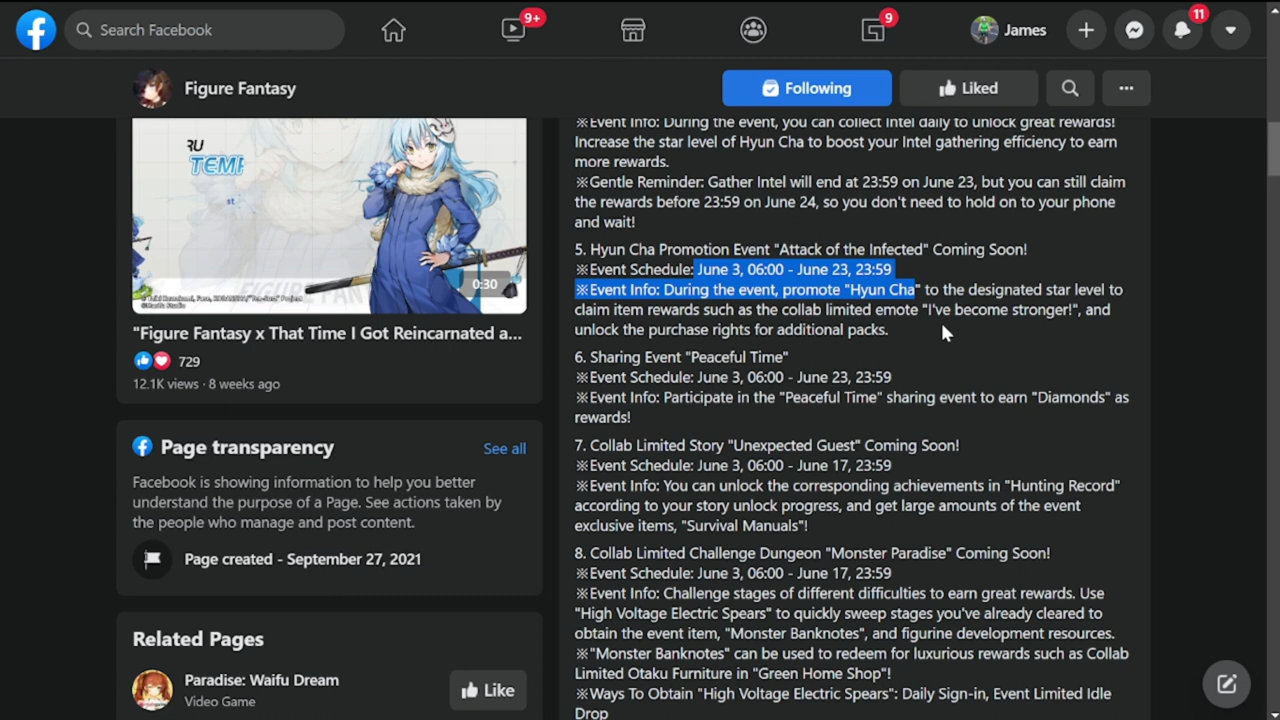 Search Facebook
9+
9
James
11
Figure Fantasy
Following
Liked
RU
TEMP
st
0:30
"Figure Fantasy x That Time I Got Reincarnated a...
729
12.1K views · 8 weeks ago
Page transparency
See all
Facebook is showing information to help you better
understand the purpose of a Page. See actions taken by
the people who manage and post content.
Page created - September 27, 2021
Related Pages
Paradise: Waifu Dream
Video Game
Like
※Event Info: During the event, you can collect Intel daily to unlock great rewards!
Increase the star level of Hyun Cha to boost your Intel gathering efficiency to earn
more rewards.
※Gentle Reminder: Gather Intel will end at 23:59 on June 23, but you can still claim
the rewards before 23:59 on June 24, so you don't need to hold on to your phone
and wait!
5. Hyun Cha Promotion Event "Attack of the Infected" Coming Soon!
※Event Schedule: June 3, 06:00 - June 23, 23:59
※Event Info: During the event, promote "Hyun Cha" to the designated star level to
claim item rewards such as the collab limited emote "I've become stronger!", and
unlock the purchase rights for additional packs.
6. Sharing Event "Peaceful Time"
※Event Schedule: June 3, 06:00 - June 23, 23:59
※Event Info: Participate in the "Peaceful Time" sharing event to earn "Diamonds" as
rewards!
7. Collab Limited Story "Unexpected Guest" Coming Soon!
※Event Schedule: June 3, 06:00 - June 17, 23:59
※Event Info: You can unlock the corresponding achievements in "Hunting Record"
according to your story unlock progress, and get large amounts of the event
exclusive items, "Survival Manuals"!
8. Collab Limited Challenge Dungeon "Monster Paradise" Coming Soon!
※Event Schedule: June 3, 06:00 - June 17, 23:59
※Event Info: Challenge stages of different difficulties to earn great rewards. Use
"High Voltage Electric Spears" to quickly sweep stages you've already cleared to
obtain the event item, "Monster Banknotes", and figurine development resources.
※"Monster Banknotes" can be used to redeem for luxurious rewards such as Collab
Limited Otaku Furniture in "Green Home Shop"!
※Ways To Obtain "High Voltage Electric Spears": Daily Sign-in, Event Limited Idle
Drop